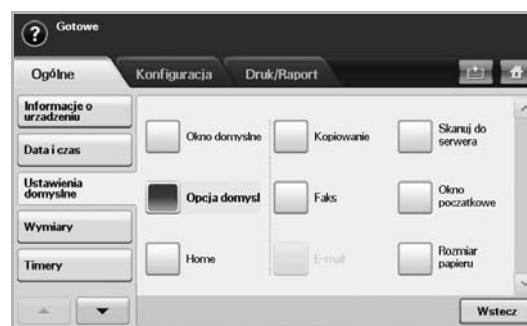 Gotowe
Ogólne
Konfiguracja
Druk/Raport
Informacje o
urzadzeniu
Data i czas
Ustawienia
domyslne
Wymiary
Timery
Okno domyslne
Kopiowanie
Skanuj do
serwera
Opcja domysl
Faks
Okno
poczatkowe
Home
E-mail
Rozmiar
papieru
Wstecz